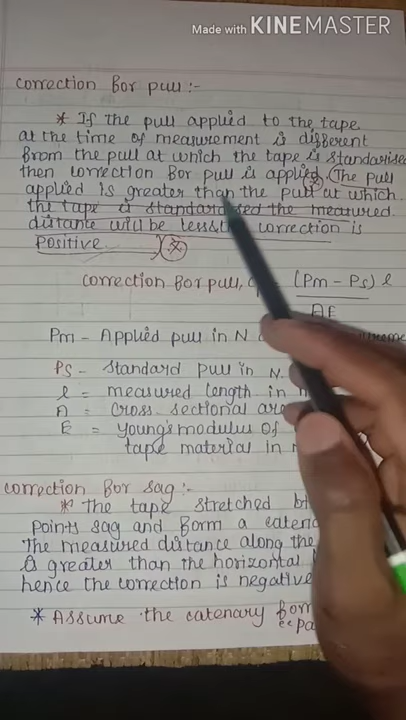 Made with KINEMASTER
Correction for pull :-
* If the pull applied to the tape
at the time of measurement is different
from the pull at which the tape is standardise
then correction for pull is applied. (The pull
applied is greater than the pull at which
the tape is standardised the measured
distance will be less & the correction is
Positive.
Correction for pull, = (Pm - Ps) l
AE
Pm - Applied pull in N
Ps - Standard pull in N.
l = measured length in
A = Cross sectional
E = Young's modulus of
tape material in
Correction for sag :-
* The tape stretched
points sag and form a
The measured distance along the
is greater than the horizontal
hence the correction is negative
* Assume the catenary